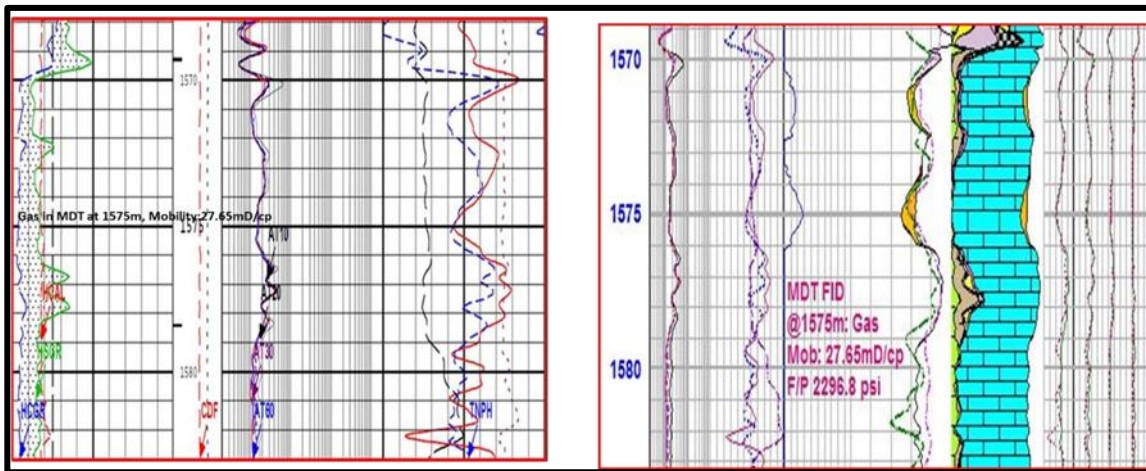 1570
Gas in MDT at 1575m, Mobility:27.65mD/cp
1575
AT10
HCAL
HSGR
AT30
1580
HCGR
CDF
AT60
TNPH
1570
1575
MDT FID
@1575m: Gas
Mob: 27.65mD/cp
F/P 2296.8 psi
1580